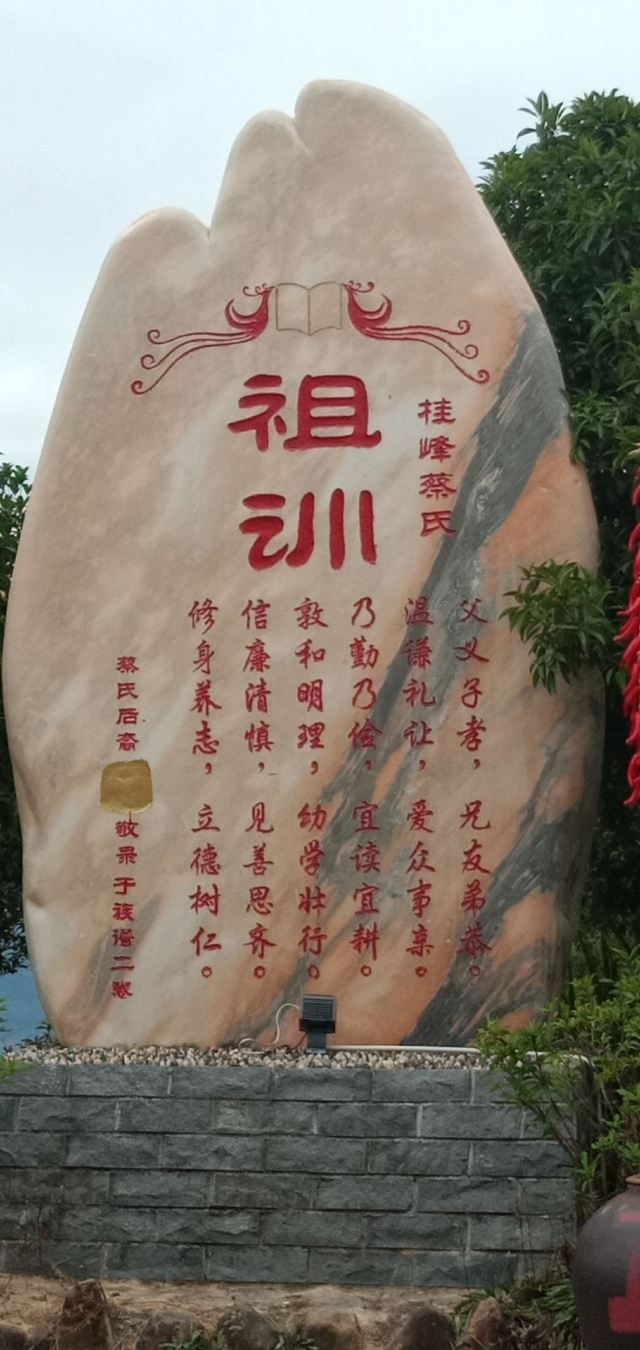 祖训
桂峰蔡氏
父义子孝，兄友弟恭。
温谦礼让，爱众事亲。
乃勤乃俭，宜读宜耕。
敦和明理，幼学壮行。
信廉清慎，见善思齐。
修身养志，立德树仁。
蔡氏后裔
敬录于族谱二卷